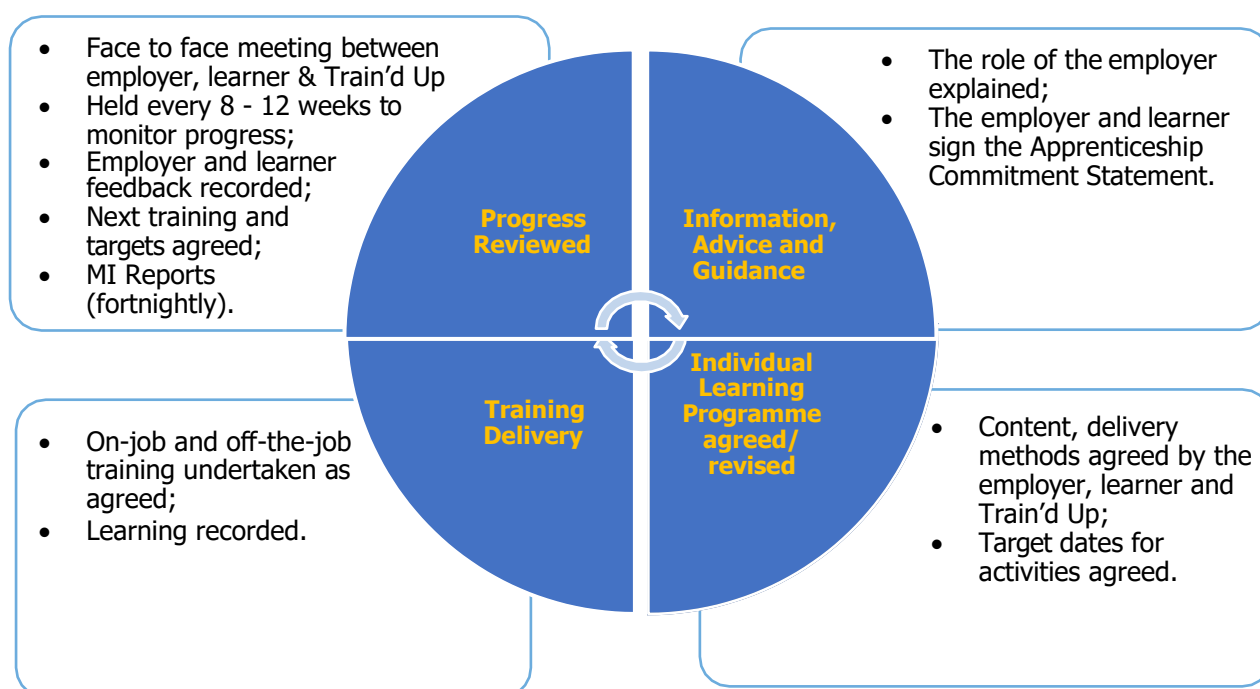 • Face to face meeting between
employer, learner & Train’d Up
• Held every 8 - 12 weeks to
monitor progress;
• Employer and learner
feedback recorded;
• Next training and
targets agreed;
• MI Reports
(fortnightly).
Progress
Reviewed
Information,
Advice and
Guidance
• The role of the employer
explained;
• The employer and learner
sign the Apprenticeship
Commitment Statement.
• On-job and off-the-job
training undertaken as
agreed;
• Learning recorded.
Training
Delivery
Individual
Learning
Programme
agreed/
revised
• Content, delivery
methods agreed by the
employer, learner and
Train’d Up;
• Target dates for
activities agreed.